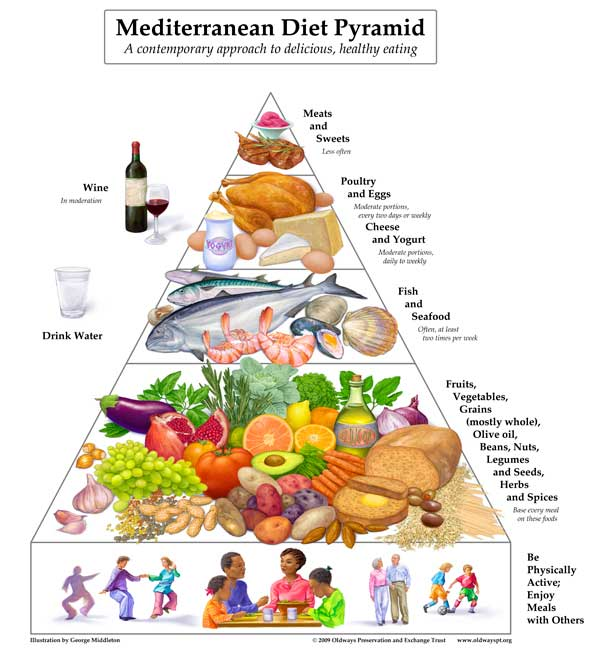 Mediterranean Diet Pyramid
A contemporary approach to delicious, healthy eating
Meats
and
Sweets
Less often
Wine
In moderation
Poultry
and Eggs
Moderate portions,
every two days or weekly
Cheese
and Yogurt
Moderate portions,
daily to weekly
YOGURT
Drink Water
Fish
and
Seafood
Often, at least
two times per week
Fruits,
Vegetables,
Grains
(mostly whole),
Olive oil,
Beans, Nuts,
Legumes
and Seeds,
Herbs
and Spices
Base every meal
on these foods
Be
Physically
Active;
Enjoy
Meals
with Others
Illustration by George Middleton
© 2009 Oldways Preservation and Exchange Trust
www.oldwayspt.org